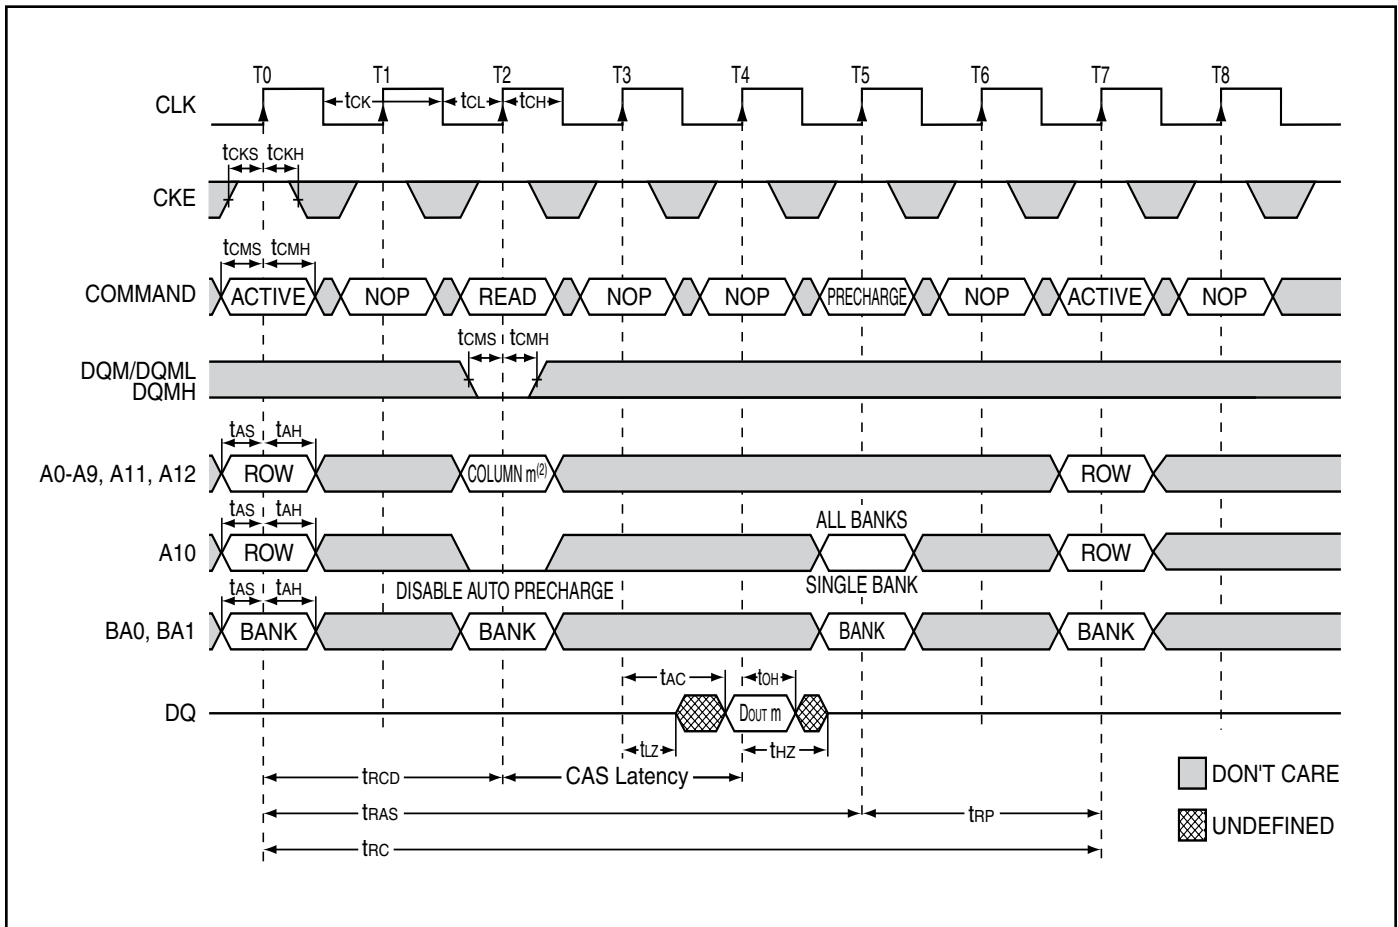 T0 T1 T2 T3 T4 T5 T6 T7 T8
CLK tCK tCL tCH
tCKS tCKH
CKE
tCMS tCMH
COMMAND ACTIVE NOP READ NOP NOP PRECHARGE NOP ACTIVE NOP
tCMS tCMH
DQM/DQML
DQMH
tAS tAH
A0-A9, A11, A12 ROW COLUMN m(2) ROW
tAS tAH ALL BANKS
A10 ROW ROW
tAS tAH DISABLE AUTO PRECHARGE SINGLE BANK
BA0, BA1 BANK BANK BANK BANK
tAC tOH
DQ DOUT m
tLZ tHZ
tRCD CAS Latency
DON'T CARE
tRAS tRP
UNDEFINED
tRC